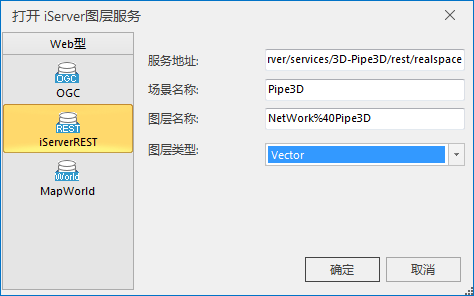 打开 iServer图层服务
Web型
OGC
OGC
REST
iServerREST
World
MapWorld
服务地址:
rver/services/3D-Pipe3D/rest/realspace
场景名称:
Pipe3D
图层名称:
NetWork%40Pipe3D
图层类型:
Vector
确定
取消